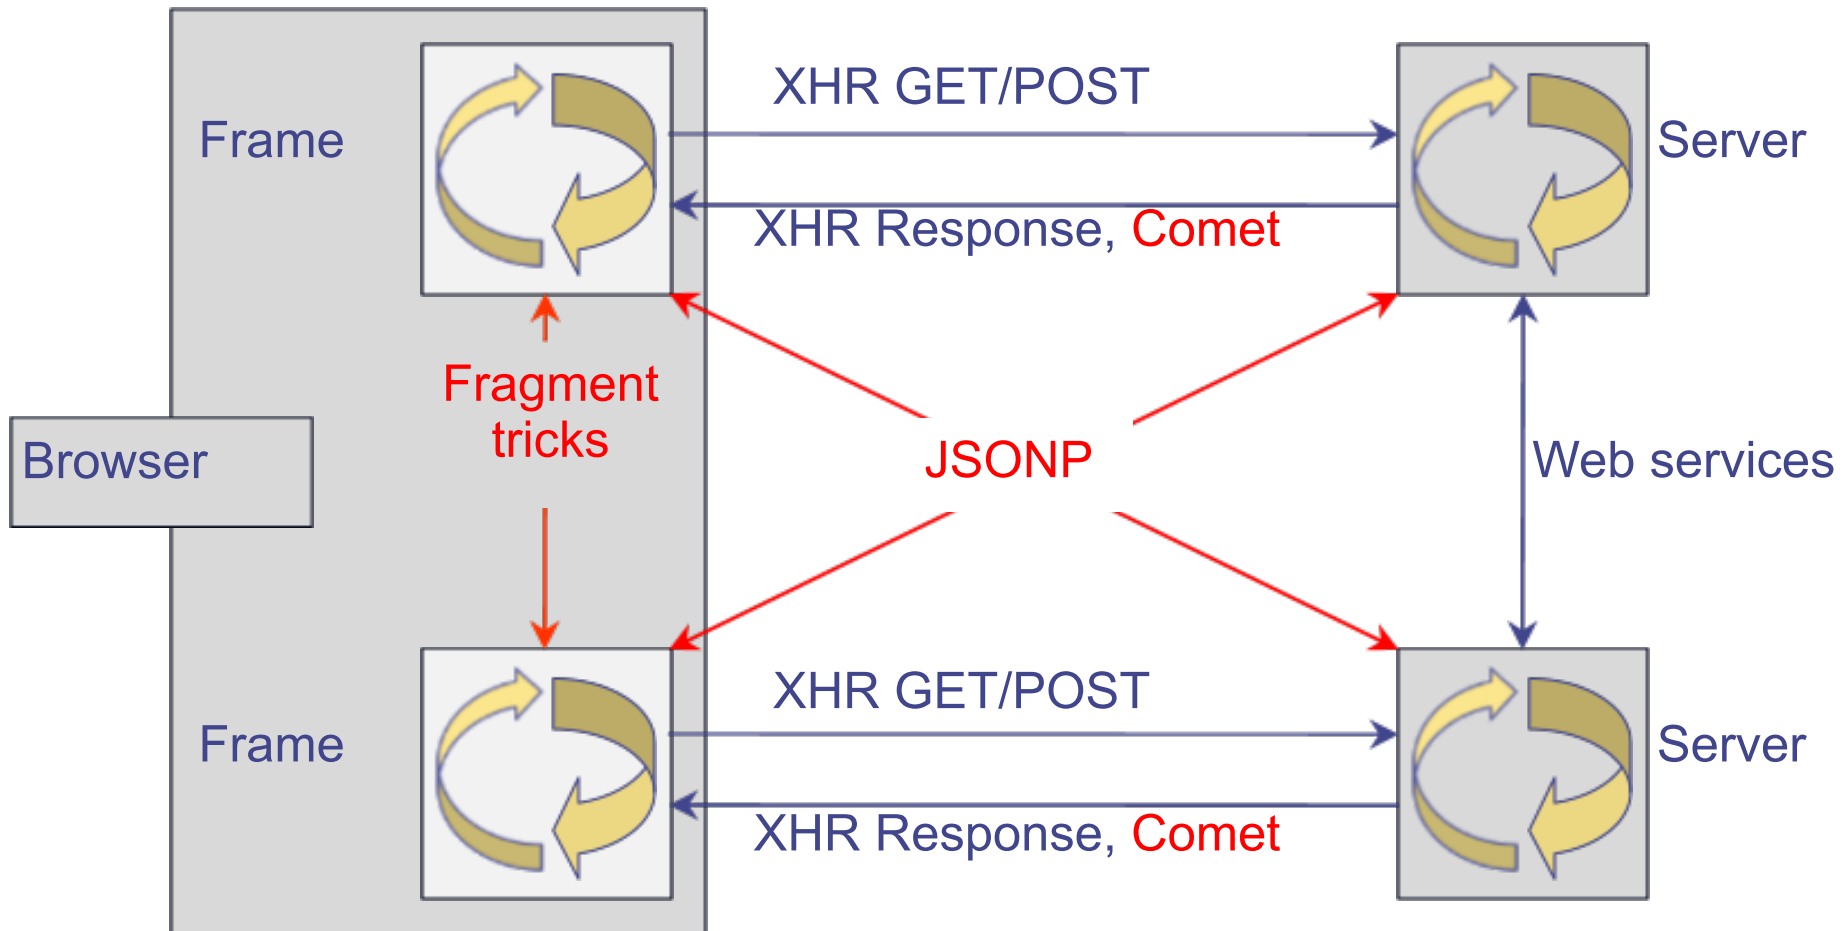 XHR GET/POST
Frame
Server
XHR Response, Comet
Fragment
tricks
Browser
JSONP
Web services
XHR GET/POST
Frame
Server
XHR Response, Comet